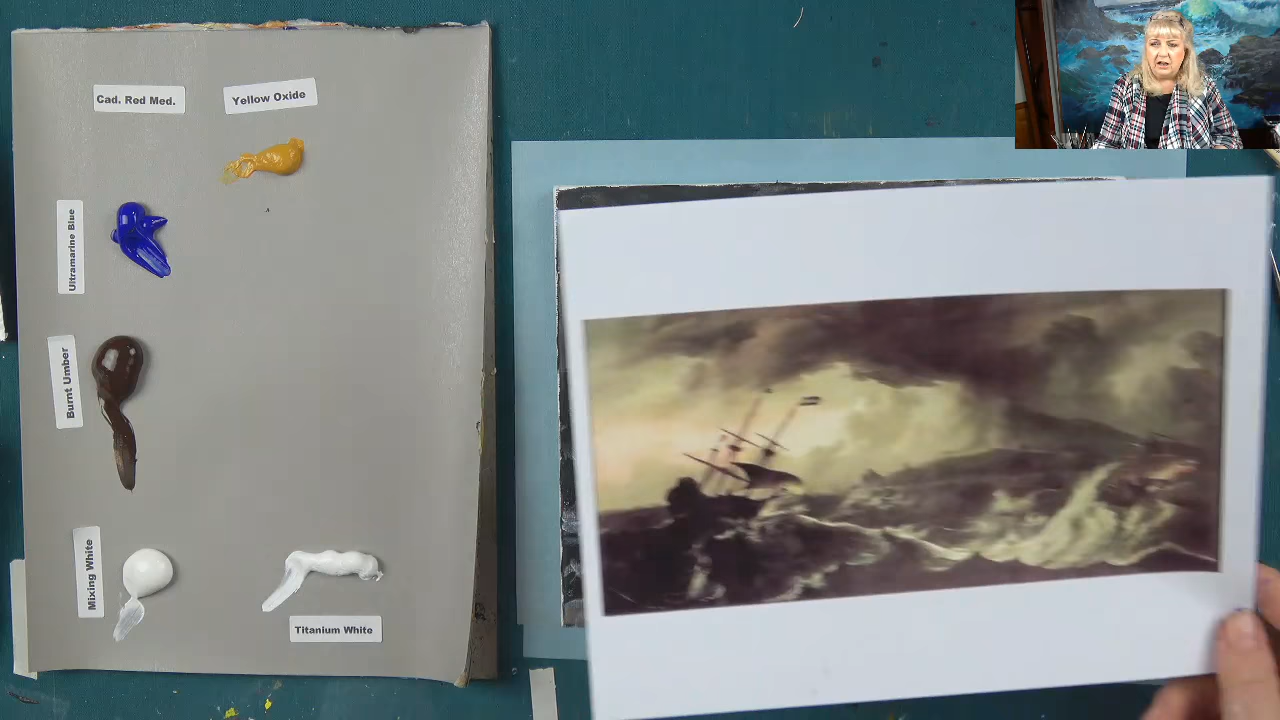 Cad. Red Med.
Yellow Oxide
Ultramarine Blue
Burnt Umber
Mixing White
Titanium White